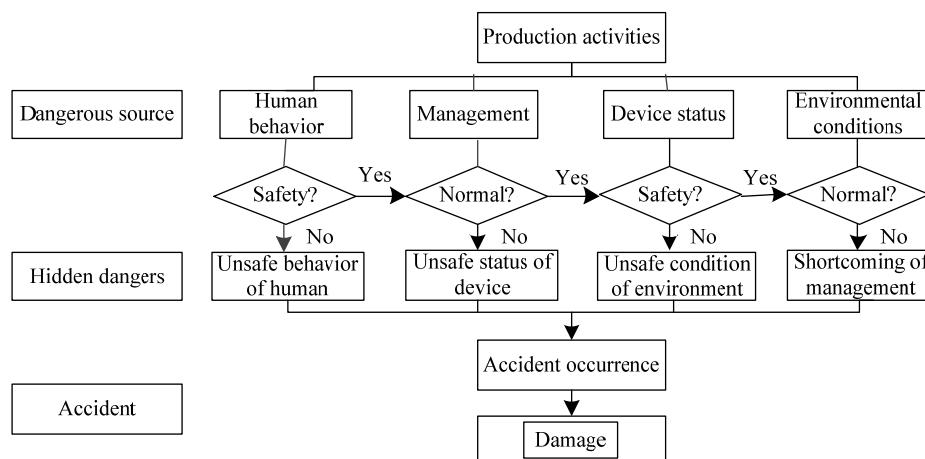 Production activities
Dangerous source
Human
behavior
Management
Device status
Environmental
conditions
Safety?
Yes
Normal?
Yes
Safety?
Yes
Normal?
No
No
No
No
Hidden dangers
Unsafe behavior
of human
Unsafe status of
device
Unsafe condition
of environment
Shortcoming of
management
Accident occurrence
Accident
Damage